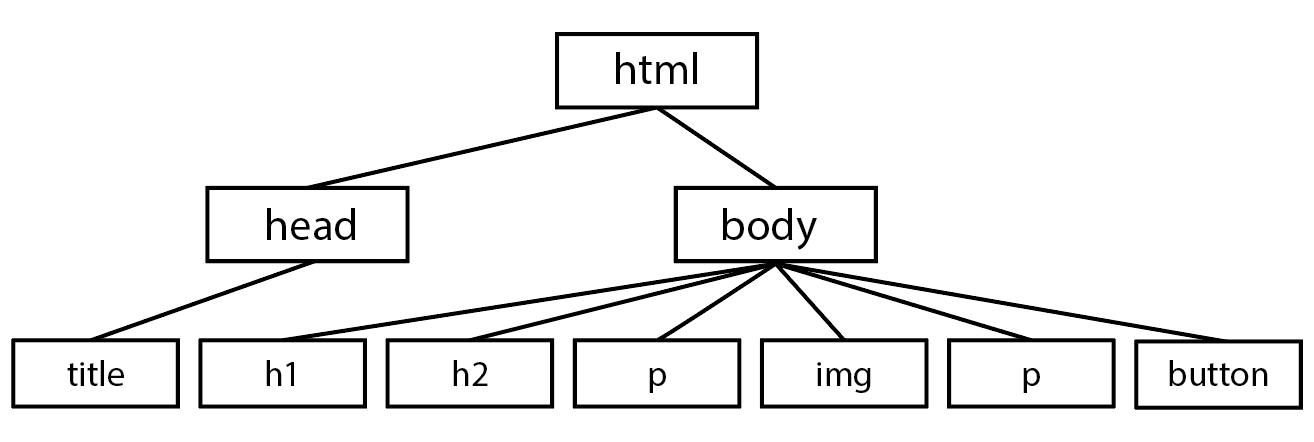 html
head
body
title
h1
h2
p
img
p
button